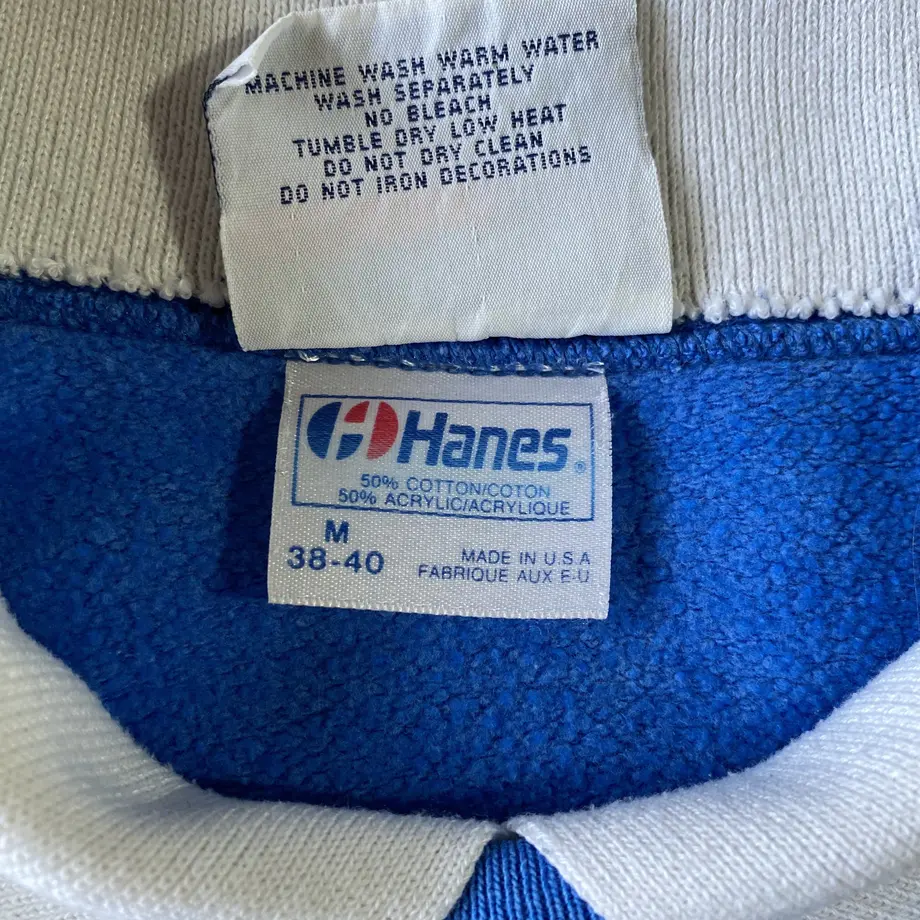 MACHINE WASH WARM WATER
WASH SEPARATELY
NO BLEACH
TUMBLE DRY LOW HEAT
DO NOT DRY CLEAN
DO NOT IRON DECORATIONS
Hanes®
50% COTTON/COTON
50% ACRYLIC/ACRYLIQUE
M
38-40
MADE IN U.S.A
FABRIQUE AUX E-U